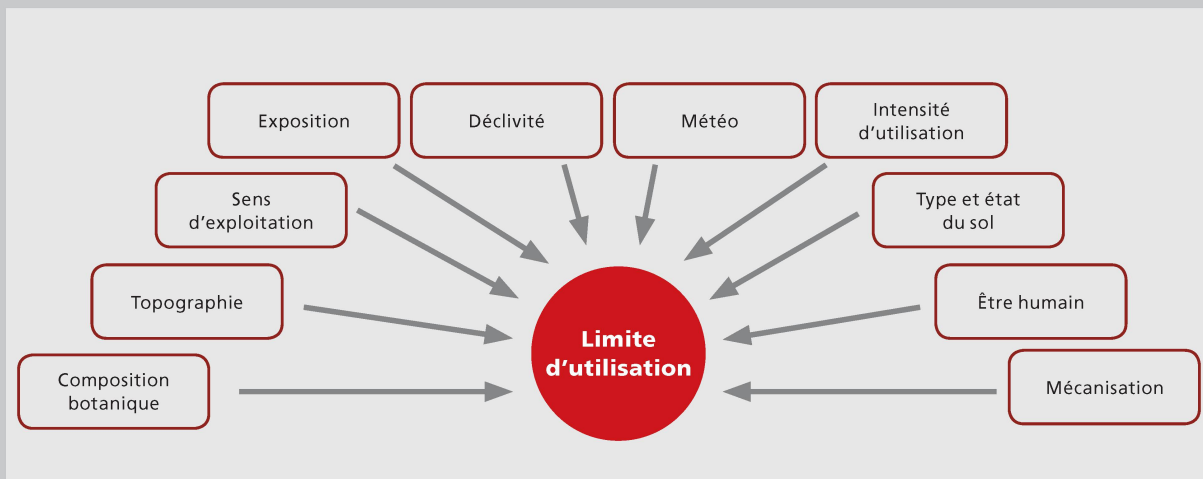 Exposition
Déclivité
Météo
Intensité
d'utilisation
Sens
d'exploitation
Type et état
du sol
Topographie
Être humain
Limite
d'utilisation
Composition
botanique
Mécanisation